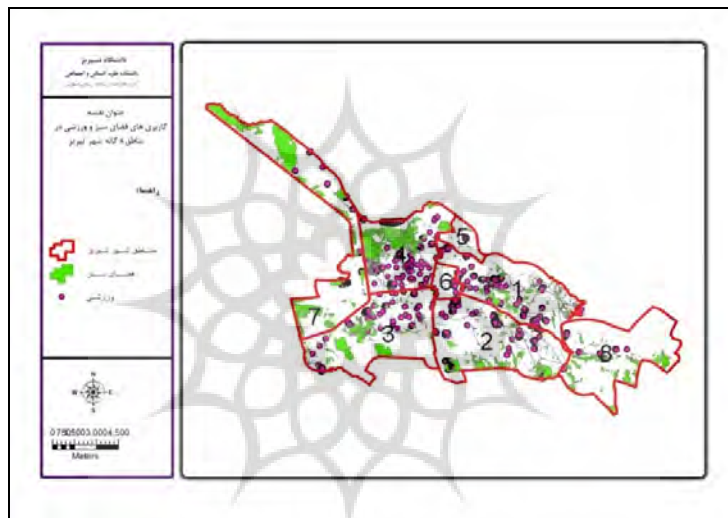 دانشگاه تبریز
دانشکده علوم انسانی و اجتماعی
عنوان نقشه
کاربری های فضای سبز و ورزشی در
مناطق ۸ گانه شهر تبریز
راهنما:
مناطق شهر تبریز
فضای سبز
ورزشی
N
W
E
S
Meters
4
5
6
1
7
3
2
8